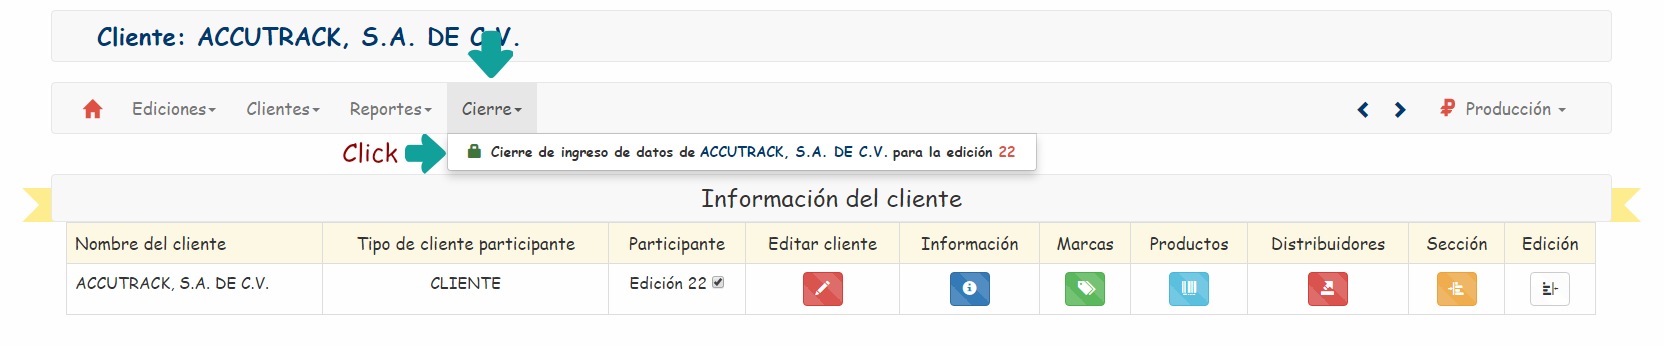 Cliente: ACCUTRACK, S.A. DE C.V.
Ediciones Clientes Reportes Cierre Producción
Click Cierre de ingreso de datos de ACCUTRACK, S.A. DE C.V. para la edición 22
Información del cliente
Nombre del cliente Tipo de cliente participante Participante Editar cliente Información Marcas Productos Distribuidores Sección Edición
ACCUTRACK, S.A. DE C.V. CLIENTE Edición 22